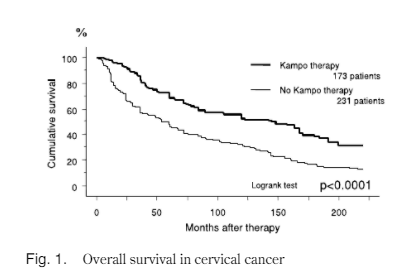 %
100
80
60
40
20
0
Cumulative survival
Kampo therapy
173 patients
No Kampo therapy
231 patients
Logrank test p<0.0001
0 50 100 150 200
Months after therapy
Fig. 1. Overall survival in cervical cancer